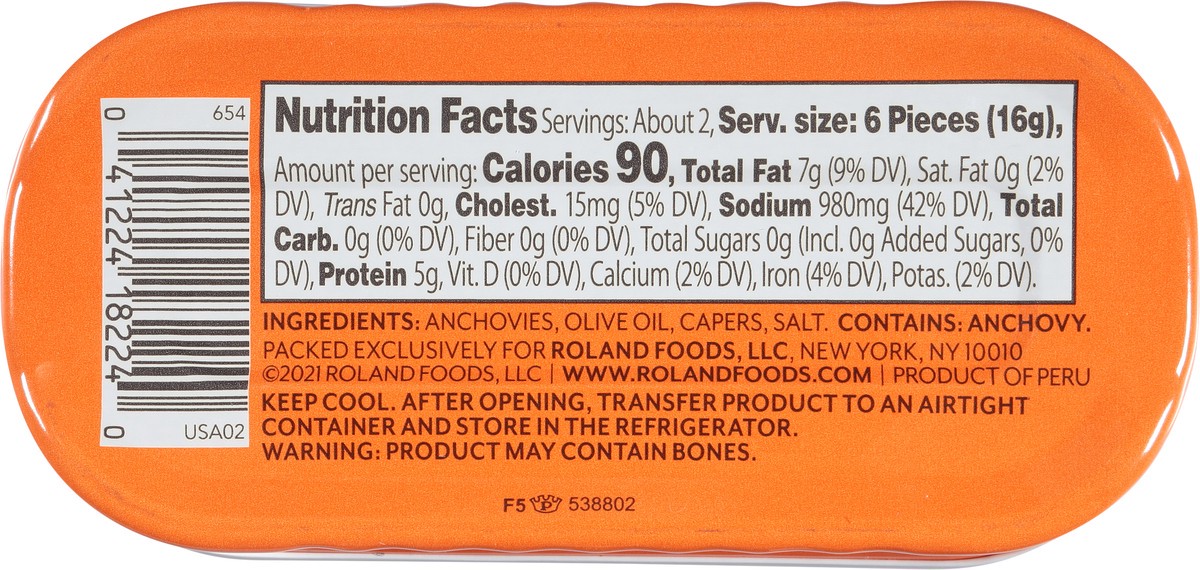 0 41224 18224 0
654
USA02
Nutrition Facts Servings: About 2, Serv. size: 6 Pieces (16g),
Amount per serving: Calories 90, Total Fat 7g (9% DV), Sat. Fat 0g (2%
DV), Trans Fat 0g, Cholest. 15mg (5% DV), Sodium 980mg (42% DV), Total
Carb. 0g (0% DV), Fiber 0g (0% DV), Total Sugars 0g (Incl. 0g Added Sugars, 0%
DV), Protein 5g, Vit. D (0% DV), Calcium (2% DV), Iron (4% DV), Potas. (2% DV).
INGREDIENTS: ANCHOVIES, OLIVE OIL, CAPERS, SALT. CONTAINS: ANCHOVY.
PACKED EXCLUSIVELY FOR ROLAND FOODS, LLC, NEW YORK, NY 10010
©2021 ROLAND FOODS, LLC | WWW.ROLANDFOODS.COM | PRODUCT OF PERU
KEEP COOL. AFTER OPENING, TRANSFER PRODUCT TO AN AIRTIGHT
CONTAINER AND STORE IN THE REFRIGERATOR.
WARNING: PRODUCT MAY CONTAIN BONES.
F5 P 538802